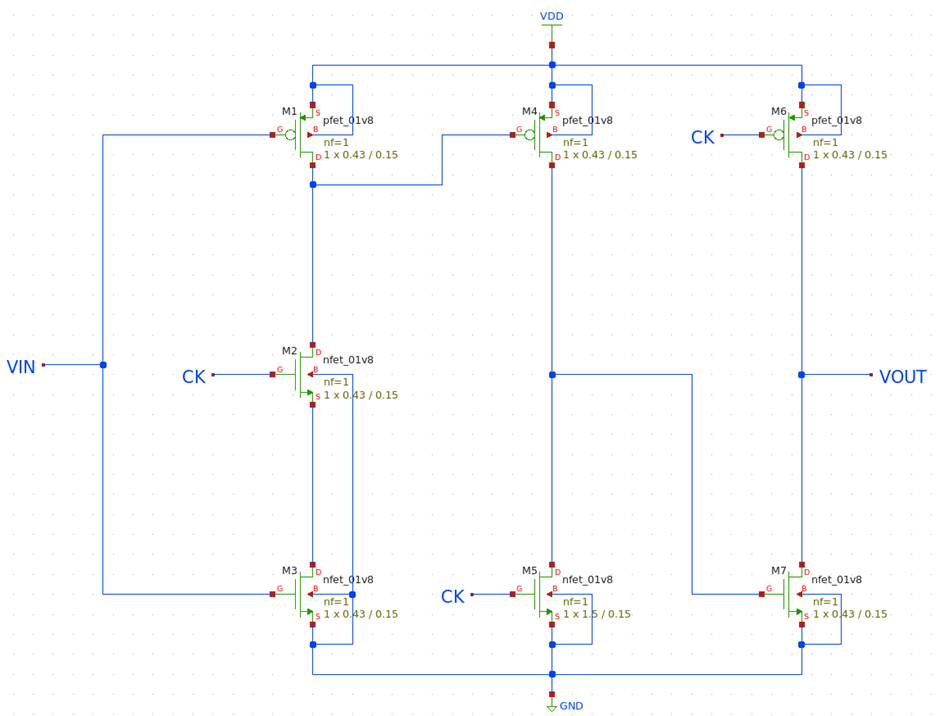 VDD
M1
S
pfet_01v8
G
B
nf=1
1 x 0.43 / 0.15
D
M4
S
pfet_01v8
G
B
nf=1
1 x 0.43 / 0.15
D
CK
M6
S
pfet_01v8
G
B
nf=1
1 x 0.43 / 0.15
D
VIN
CK
M2
D
nfet_01v8
G
B
nf=1
1 x 0.43 / 0.15
S
VOUT
M3
D
nfet_01v8
G
B
nf=1
1 x 0.43 / 0.15
S
CK
M5
D
nfet_01v8
G
B
nf=1
1 x 1.5 / 0.15
S
M7
D
nfet_01v8
G
B
nf=1
1 x 0.43 / 0.15
S
GND